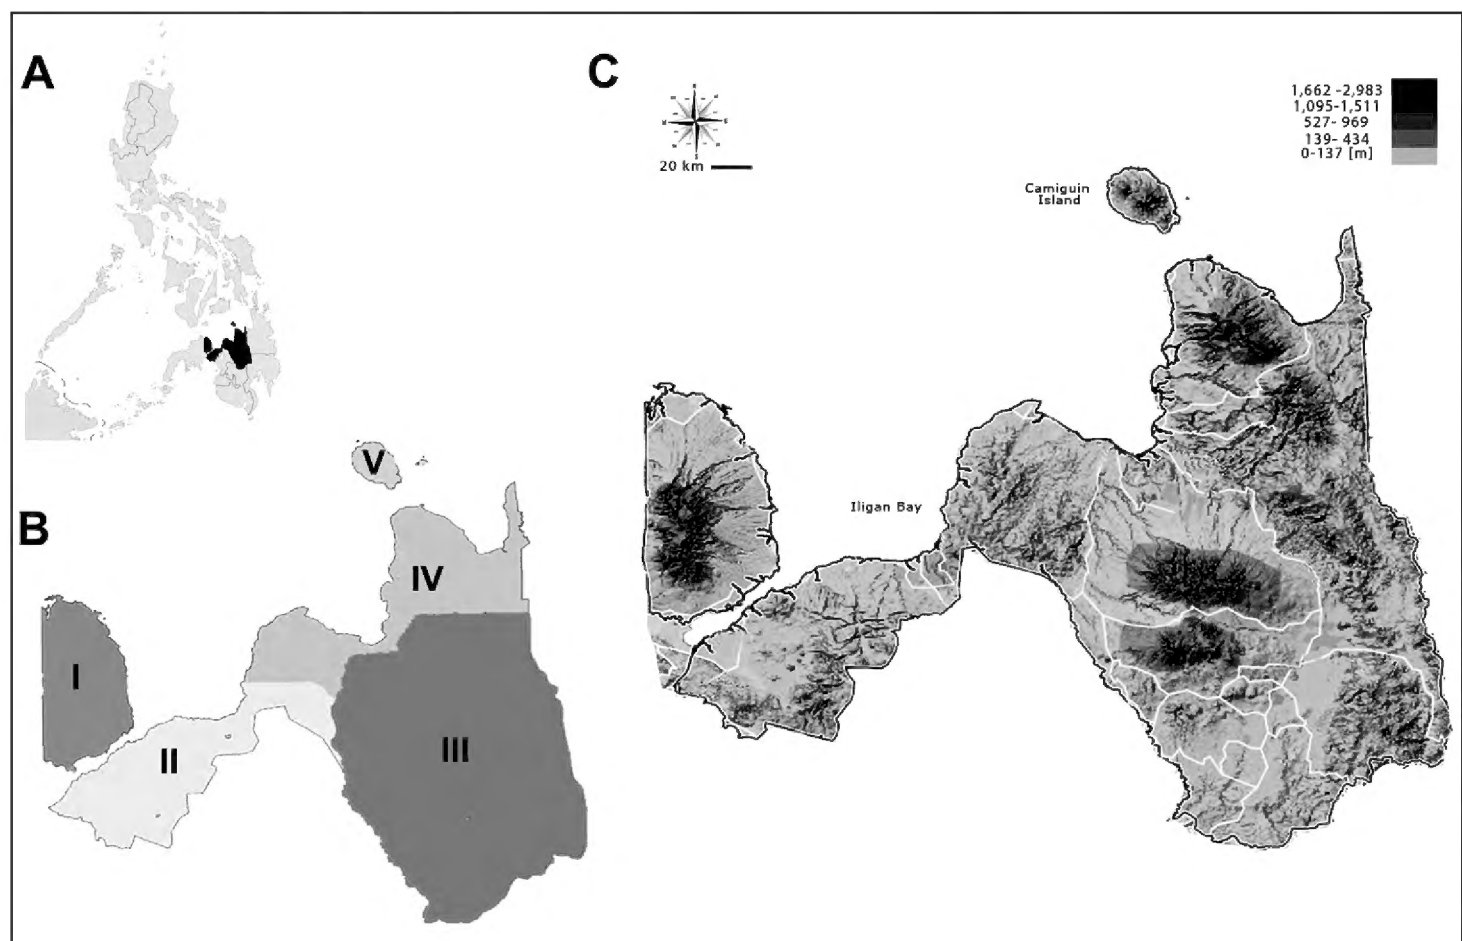 A
C
1,662 -2,983
1,095-1,511
527- 969
139- 434
0-137 [m]
20 km
Camiguin
Island
Iligan Bay
B
V
IV
I
II
III